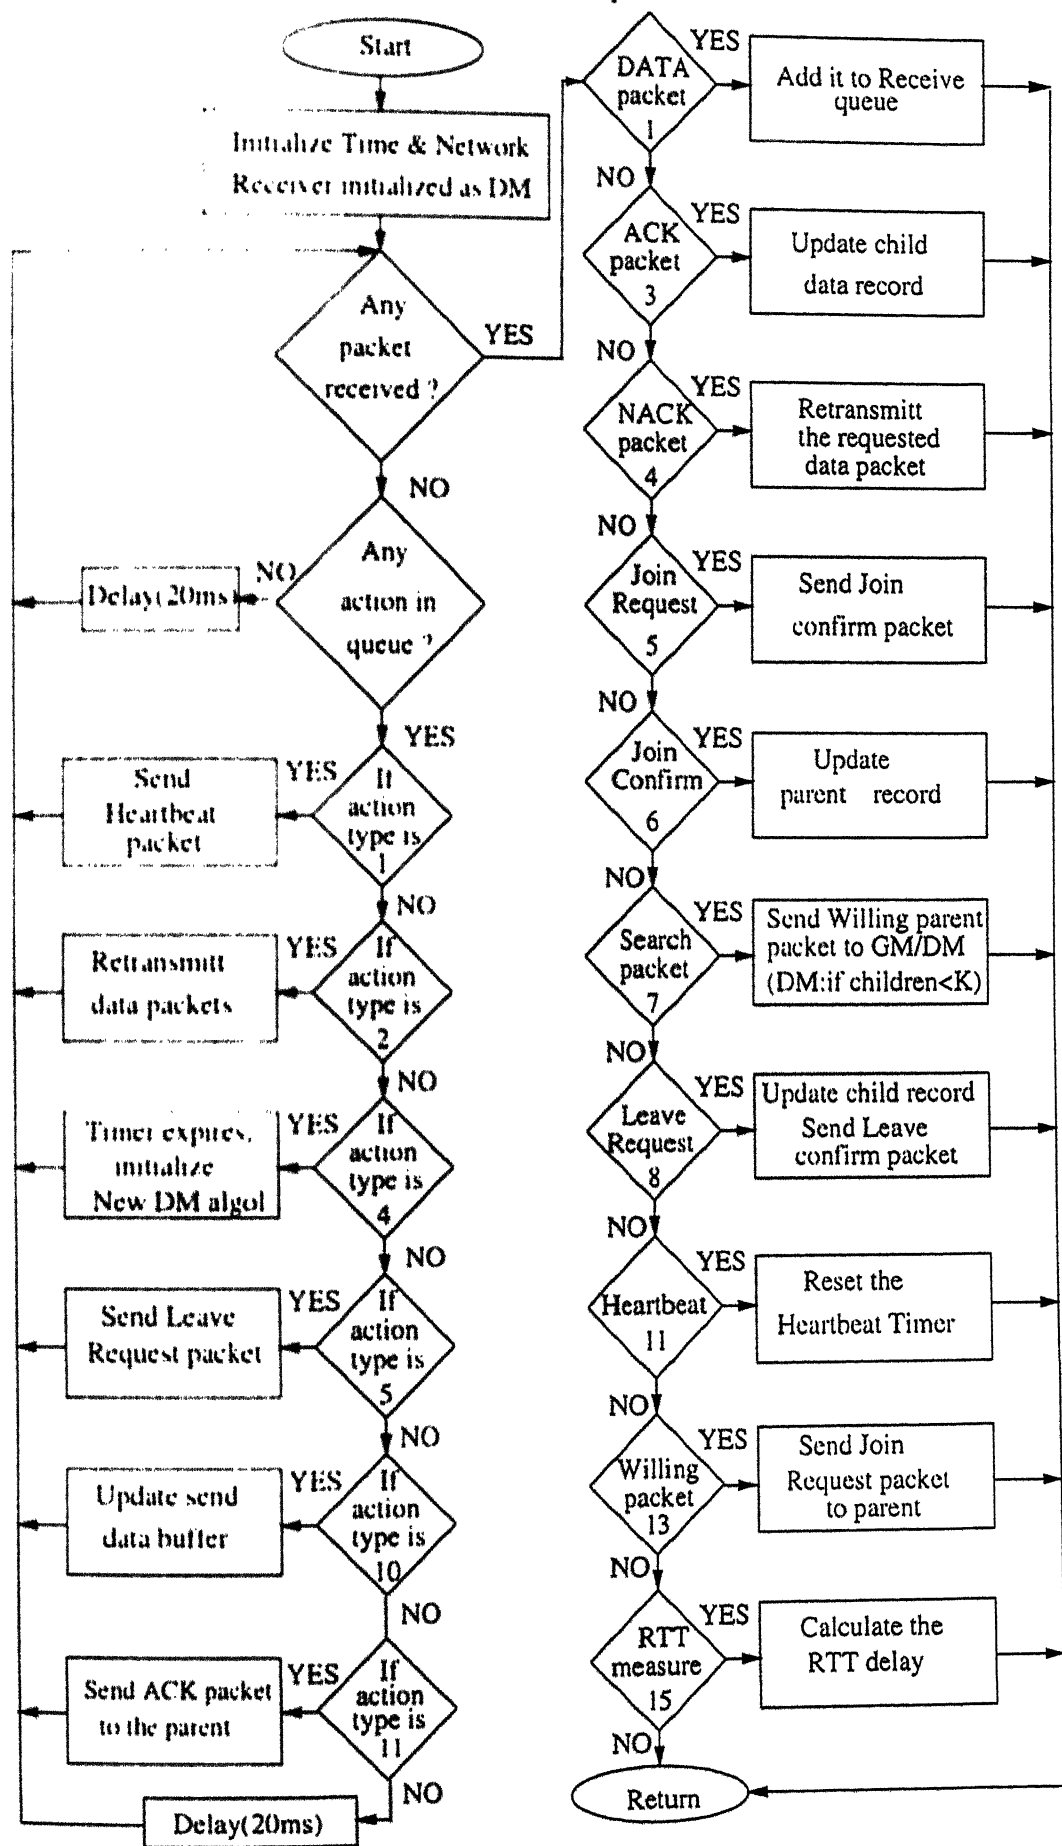 Start
Initialize Time & Network
Receiver initialized as DM
Any
packet
received ?
YES
NO
Any
action in
queue ?
NO
Delay(20ms)
YES
If
action
type is
1
YES
Send
Heartbeat
packet
NO
If
action
type is
2
YES
Retransmitt
data packets
NO
If
action
type is
4
YES
Timer expires,
initialize
New DM algol
NO
If
action
type is
5
YES
Send Leave
Request packet
NO
If
action
type is
10
YES
Update send
data buffer
NO
If
action
type is
11
YES
Send ACK packet
to the parent
NO
Delay(20ms)
DATA
packet
1
YES
Add it to Receive
queue
NO
ACK
packet
3
YES
Update child
data record
NO
NACK
packet
4
YES
Retransmitt
the requested
data packet
NO
Join
Request
5
YES
Send Join
confirm packet
NO
Join
Confirm
6
YES
Update
parent record
NO
Search
packet
7
YES
Send Willing parent
packet to GM/DM
(DM:if children<K)
NO
Leave
Request
8
YES
Update child record
Send Leave
confirm packet
NO
Heartbeat
11
YES
Reset the
Heartbeat Timer
NO
Willing
packet
13
YES
Send Join
Request packet
to parent
NO
RTT
measure
15
YES
Calculate the
RTT delay
NO
Return